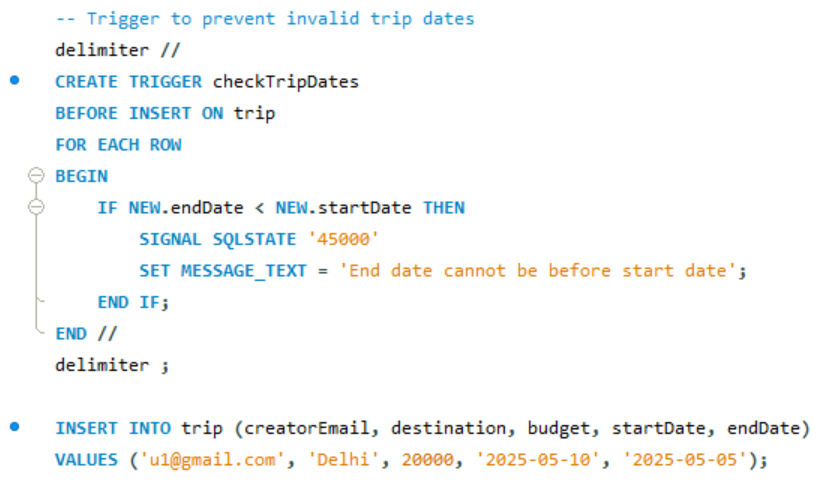 -- Trigger to prevent invalid trip dates
delimiter //
CREATE TRIGGER checkTripDates
BEFORE INSERT ON trip
FOR EACH ROW
BEGIN
IF NEW.endDate < NEW.startDate THEN
SIGNAL SQLSTATE '45000'
SET MESSAGE_TEXT = 'End date cannot be before start date';
END IF;
END //
delimiter ;
INSERT INTO trip (creatorEmail, destination, budget, startDate, endDate)
VALUES ('u1@gmail.com', 'Delhi', 20000, '2025-05-10', '2025-05-05');